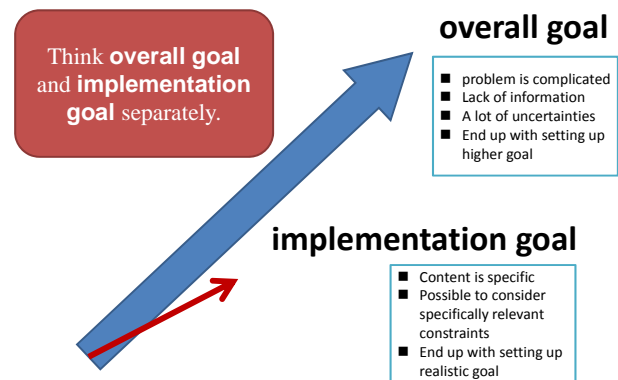 overall goal
Think overall goal
and implementation
goal separately.
■ problem is complicated
■ Lack of information
■ A lot of uncertainties
■ End up with setting up
higher goal
implementation goal
■ Content is specific
■ Possible to consider
specifically relevant
constraints
■ End up with setting up
realistic goal